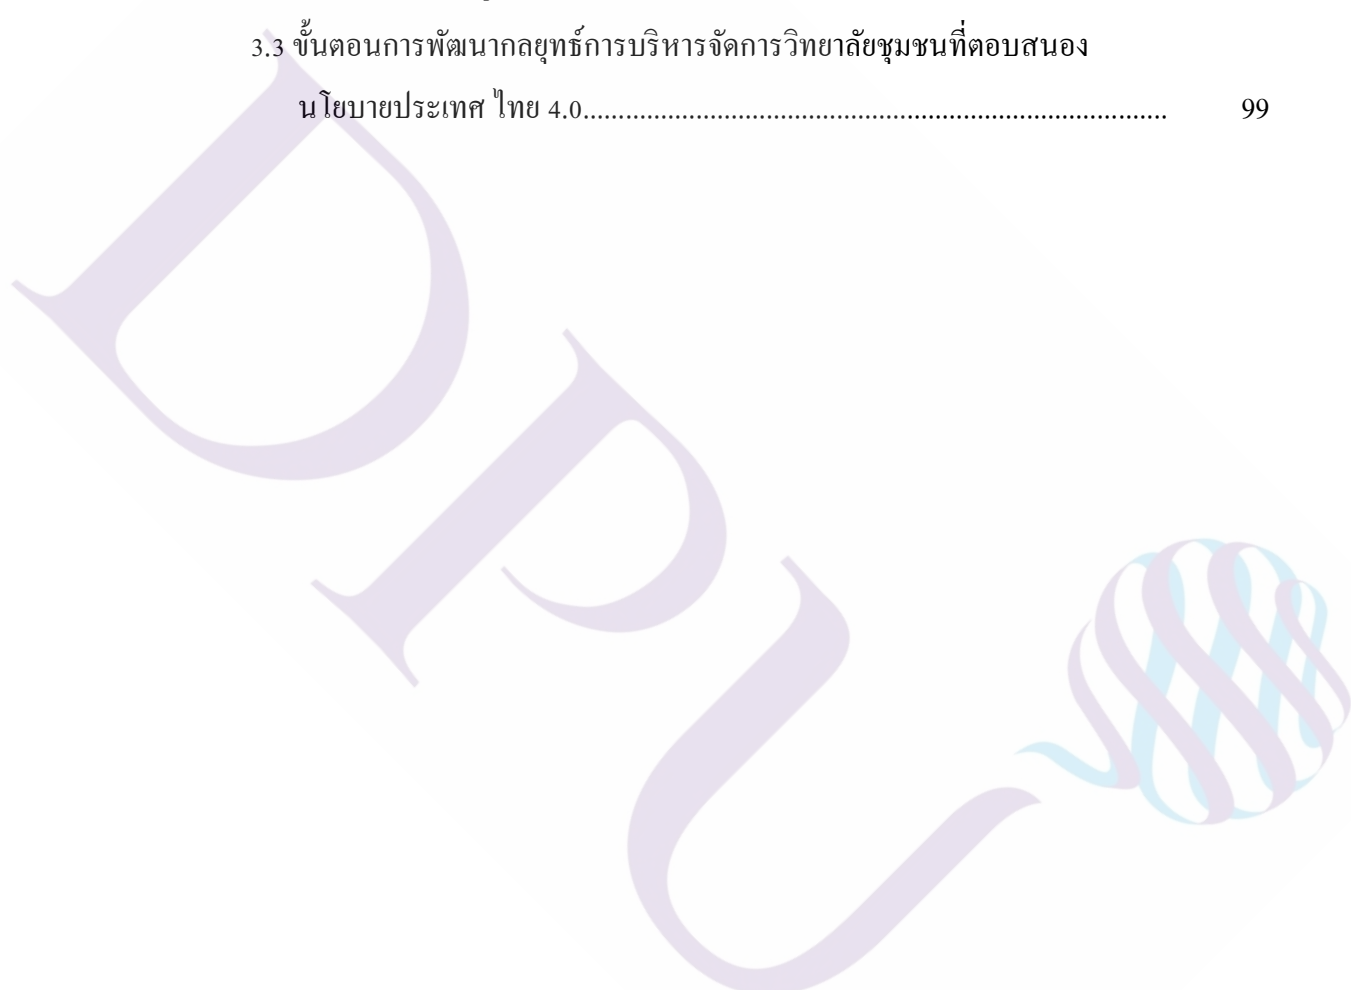 3.3 ขั้นตอนการพัฒนากลยุทธ์การบริหารจัดการวิทยาลัยชุมชนที่ตอบสนอง
นโยบายประเทศ ไทย 4.0................................................................................... 99
DPU